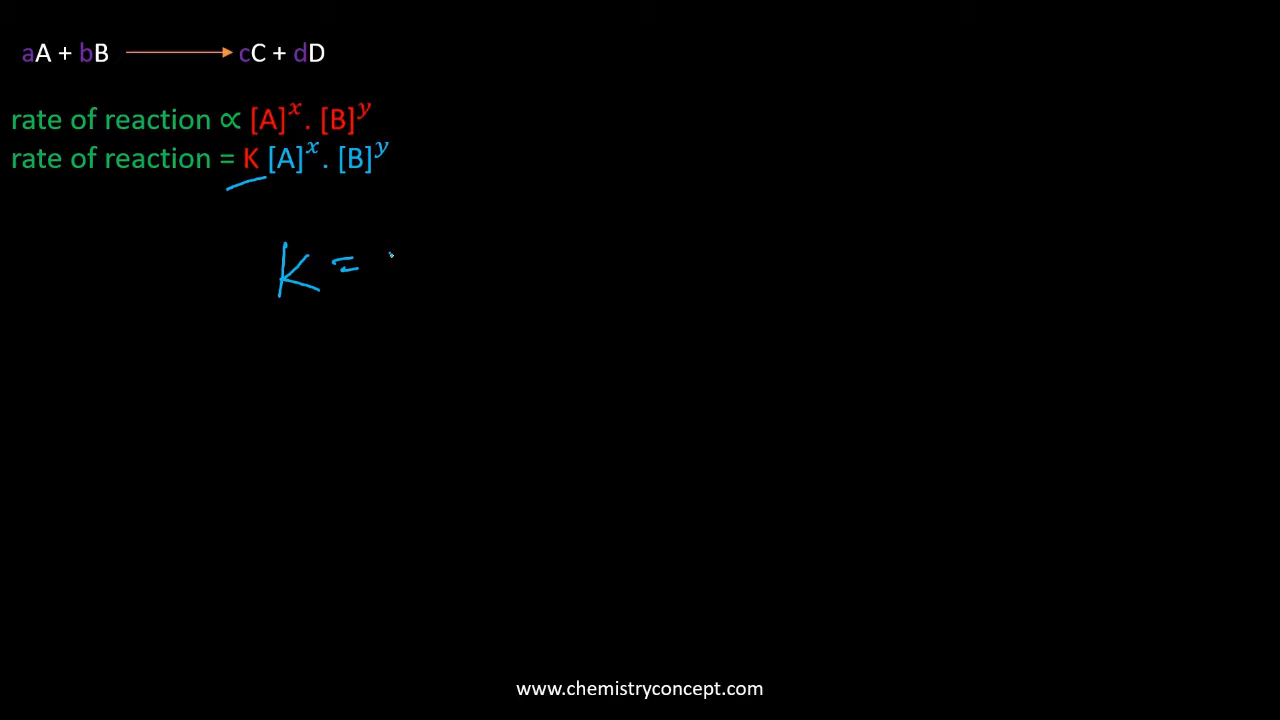 aA + bB ⟶ cC + dD
rate of reaction ∝ [A]ˣ. [B]ʸ
rate of reaction = K [A]ˣ. [B]ʸ
K =
www.chemistryconcept.com